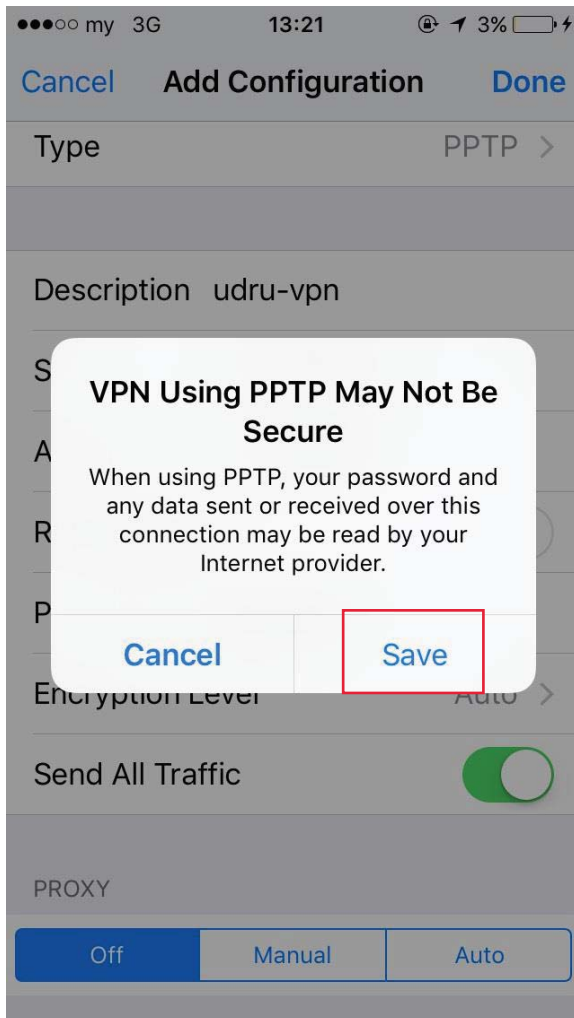 my 3G 13:21 3%
Cancel Add Configuration Done
Type PPTP
Description udru-vpn
S
VPN Using PPTP May Not Be
Secure
A
When using PPTP, your password and
any data sent or received over this
R connection may be read by your
Internet provider.
P
Cancel Save
Encryption Level Auto
Send All Traffic
PROXY
Off Manual Auto